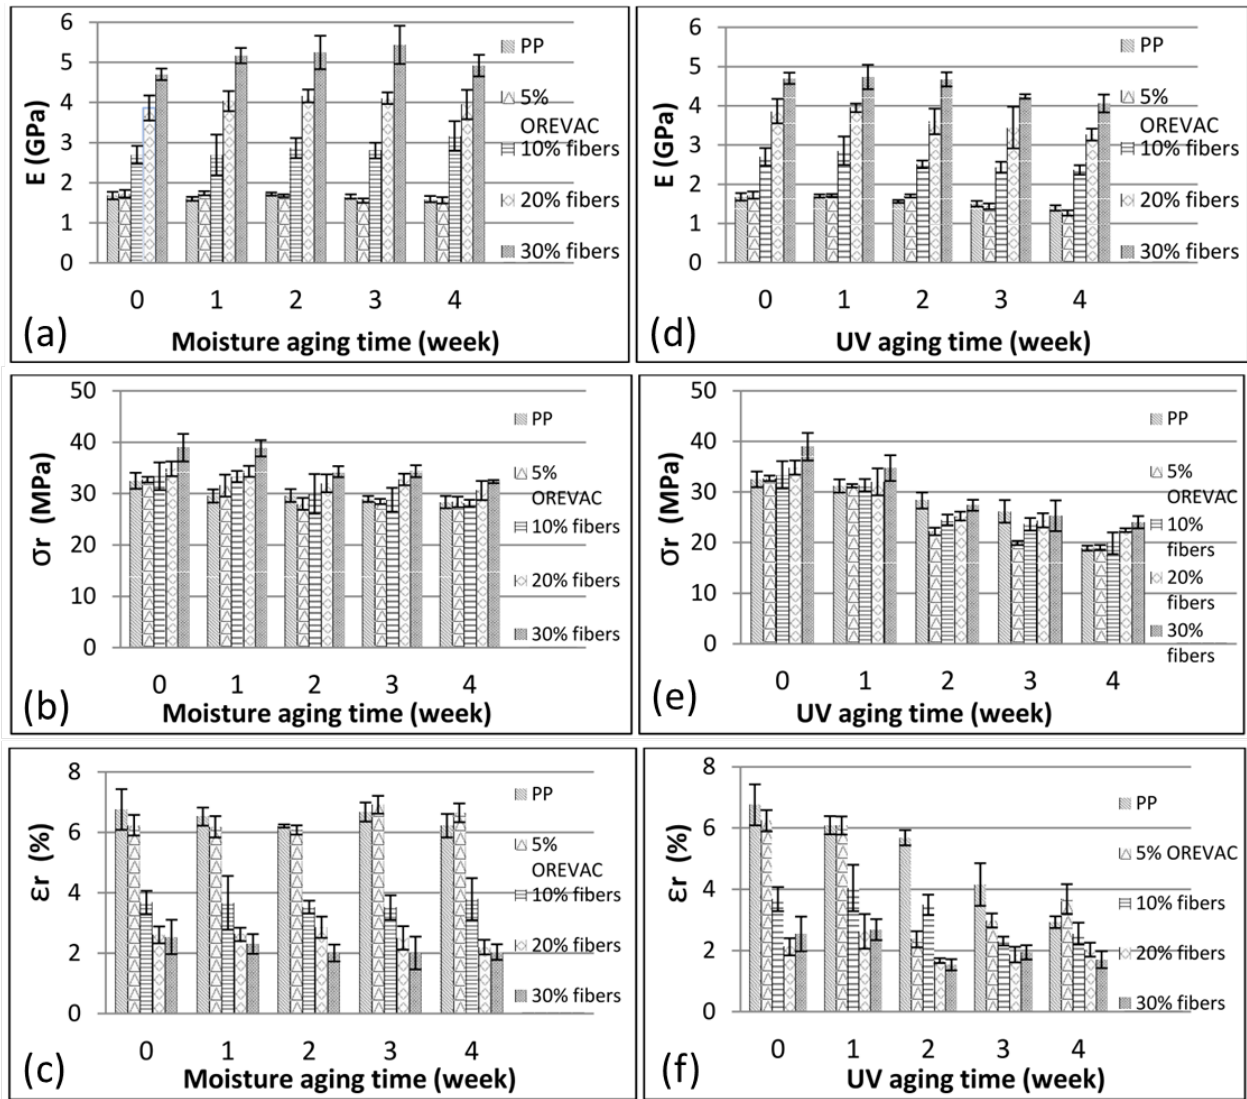 6
5
4
3
2
1
0
E (GPa)
PP
5%
OREVAC
10% fibers
20% fibers
30% fibers
0 1 2 3 4
(a) Moisture aging time (week)
6
5
4
3
2
1
0
E (GPa)
PP
5%
OREVAC
10% fibers
20% fibers
30% fibers
0 1 2 3 4
(d) UV aging time (week)
50
40
30
20
10
0
σr (MPa)
PP
5%
OREVAC
10% fibers
20% fibers
30% fibers
0 1 2 3 4
(b) Moisture aging time (week)
50
40
30
20
10
0
σr (MPa)
PP
5%
OREVAC
10%
fibers
20%
fibers
30%
fibers
0 1 2 3 4
(e) UV aging time (week)
8
6
4
2
0
εr (%)
PP
5%
OREVAC
10% fibers
20% fibers
30% fibers
0 1 2 3 4
(c) Moisture aging time (week)
8
6
4
2
0
εr (%)
PP
5% OREVAC
10% fibers
20% fibers
30% fibers
0 1 2 3 4
(f) UV aging time (week)